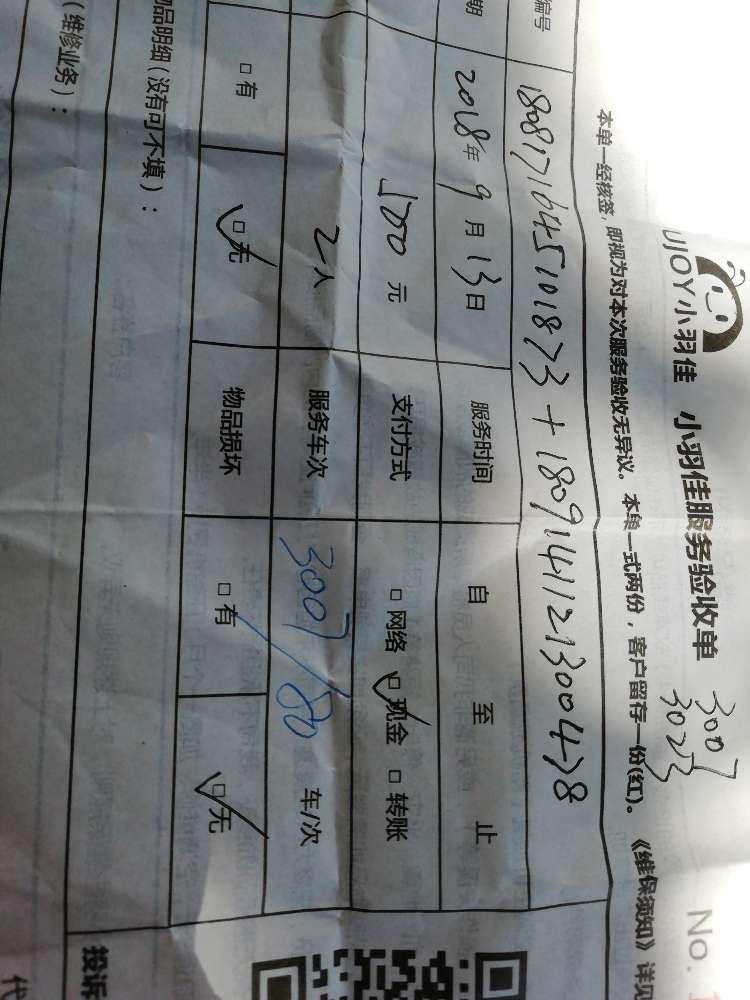 UJOY小羽佳 小羽佳服务验收单
3007
3023
No.
本单一经核签,即视为对本次服务验收无异议。本单一式两份,客户留存一份(红)。《维保须知》详见
编号
期 2018年9月13日 服务时间 自 至 止
500元 支付方式 □网络 □现金 □转账
2人 服务车次 3007/80 车/次
□有 □无 物品损坏 □有 □无
品明细(没有可不填):
(维修业务):
投诉
代